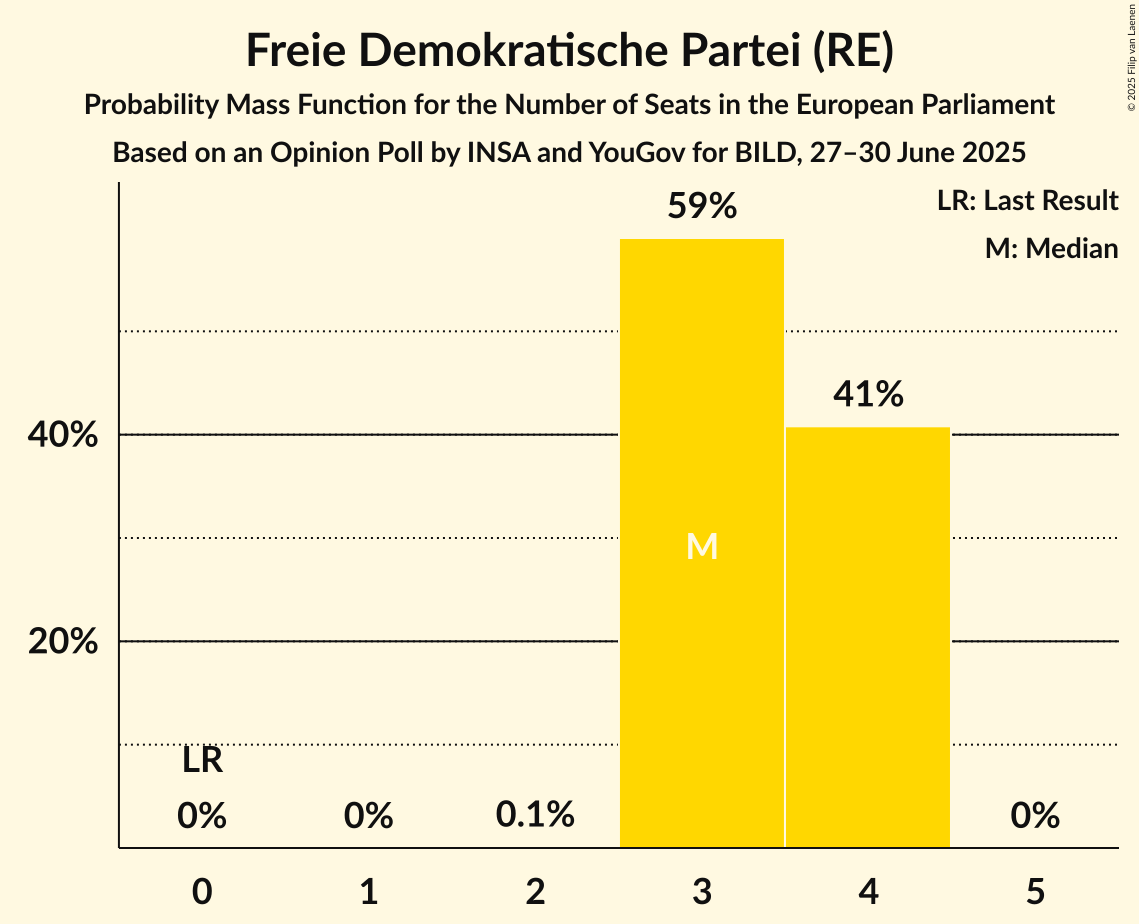 Freie Demokratische Partei (RE)
Probability Mass Function for the Number of Seats in the European Parliament
Based on an Opinion Poll by INSA and YouGov for BILD, 27–30 June 2025
© 2025 Filip van Laenen
LR: Last Result
M: Median
59%
41%
40%
M
20%
LR
0% 0% 0.1% 0%
0 1 2 3 4 5